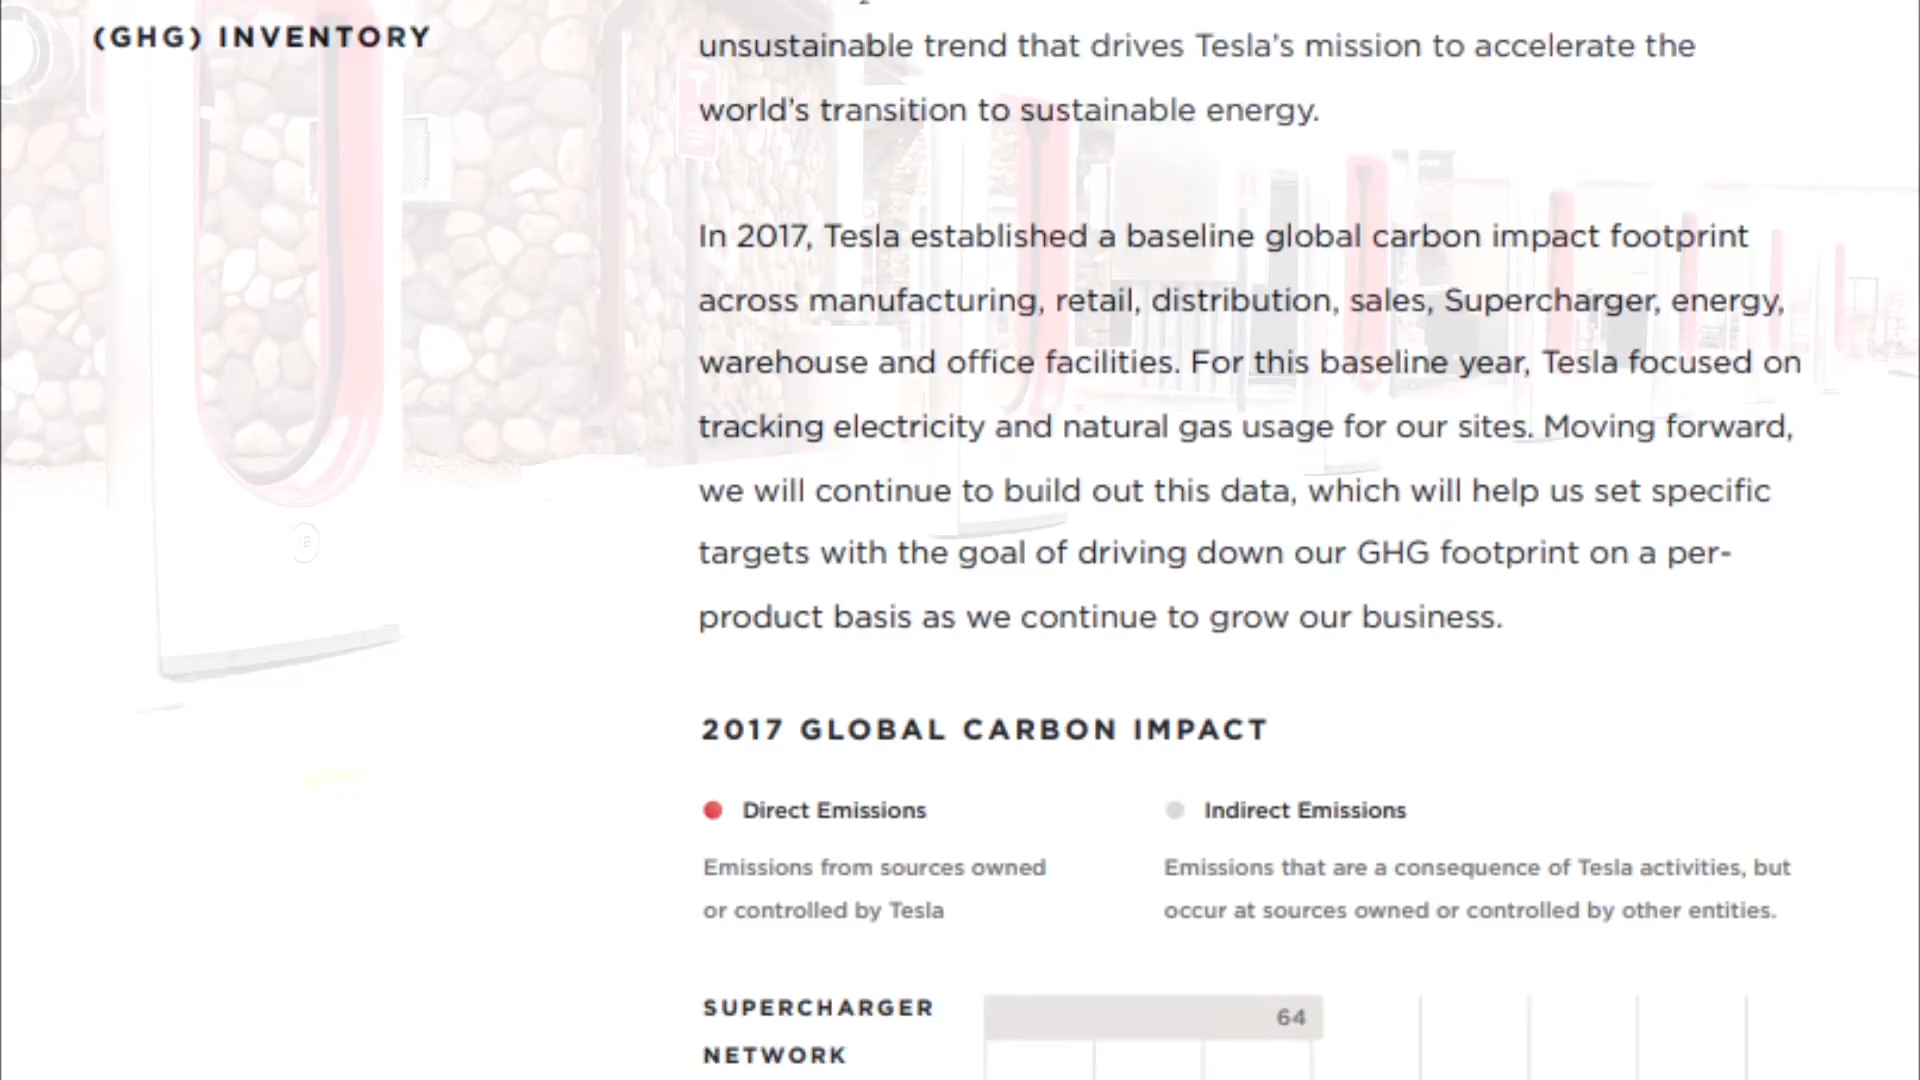 (GHG) INVENTORY
unsustainable trend that drives Tesla's mission to accelerate the
world's transition to sustainable energy.
In 2017, Tesla established a baseline global carbon impact footprint
across manufacturing, retail, distribution, sales, Supercharger, energy,
warehouse and office facilities. For this baseline year, Tesla focused on
tracking electricity and natural gas usage for our sites. Moving forward,
we will continue to build out this data, which will help us set specific
targets with the goal of driving down our GHG footprint on a per-
product basis as we continue to grow our business.
2017 GLOBAL CARBON IMPACT
Direct Emissions
Emissions from sources owned
or controlled by Tesla
Indirect Emissions
Emissions that are a consequence of Tesla activities, but
occur at sources owned or controlled by other entities.
SUPERCHARGER
NETWORK
64